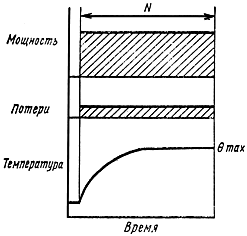 N
Мощность
Потери
Температура
θ max
Время